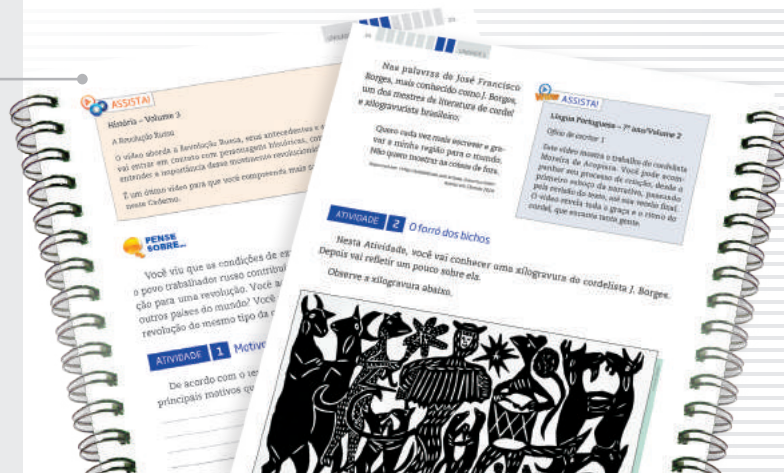 ASSISTA!
História – Volume 3
A Revolução Russa
O vídeo aborda a Revolução Russa, seus antecedentes e
vai entrar em contato com personagens históricos,
entender a importância desse movimento revolucionári
É um ótimo vídeo para que você compreenda mais
nesse Caderno.
PENSE
SOBRE...
Você viu que as condições de ex
o povo trabalhador russo contribuí
ção para uma revolução. Você a
outros países do mundo? Você
revolução do mesmo tipo da
ATIVIDADE 1 Motivo
De acordo com o tex
principais motivos qu
Nas palavras de José Francisco
Borges, mais conhecido como J. Borges,
um dos mestres da literatura de cordel
e xilogravurista brasileiro:
Quero cada vez mais escrever e gra-
var a minha região para o mundo.
Não quero mostrar as coisas de fora.
ASSISTA!
Língua Portuguesa – 7º ano/Volume 2
Ofício de escritor 1
Este vídeo mostra o trabalho do cordelista
Moreira de Acopiara. Você pode acom-
panhar seu processo de criação, desde o
primeiro esboço da narrativa, passando
pela revisão do texto, até sua versão final.
O vídeo revela toda a graça e o ritmo do
cordel, que encanta tanta gente.
ATIVIDADE 2 O forró dos bichos
Nesta Atividade, você vai conhecer uma xilogravura do cordelista J. Borges.
Depois vai refletir um pouco sobre ela.
Observe a xilogravura abaixo.